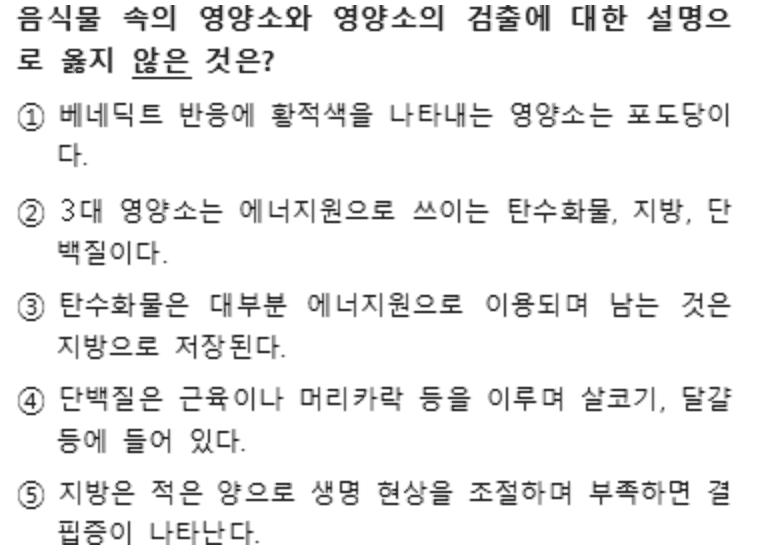 음식물 속의 영양소와 영양소의 검출에 대한 설명으
로 옳지 않은 것은?
① 베네딕트 반응에 황적색을 나타내는 영양소는 포도당이
다.
② 3대 영양소는 에너지원으로 쓰이는 탄수화물, 지방, 단
백질이다.
③ 탄수화물은 대부분 에너지원으로 이용되며 남는 것은
지방으로 저장된다.
④ 단백질은 근육이나 머리카락 등을 이루며 살코기, 달걀
등에 들어 있다.
⑤ 지방은 적은 양으로 생명 현상을 조절하며 부족하면 결
핍증이 나타난다.